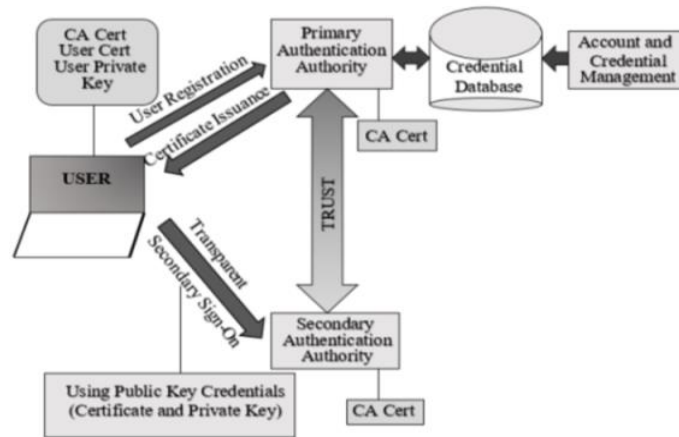 CA Cert
User Cert
User Private
Key
User Registration
Certificate Issuance
Primary
Authentication
Authority
Credential
Database
Account and
Credential
Management
CA Cert
USER
TRUST
Transparent
Secondary Sign-On
Secondary
Authentication
Authority
Using Public Key Credentials
(Certificate and Private Key)
CA Cert